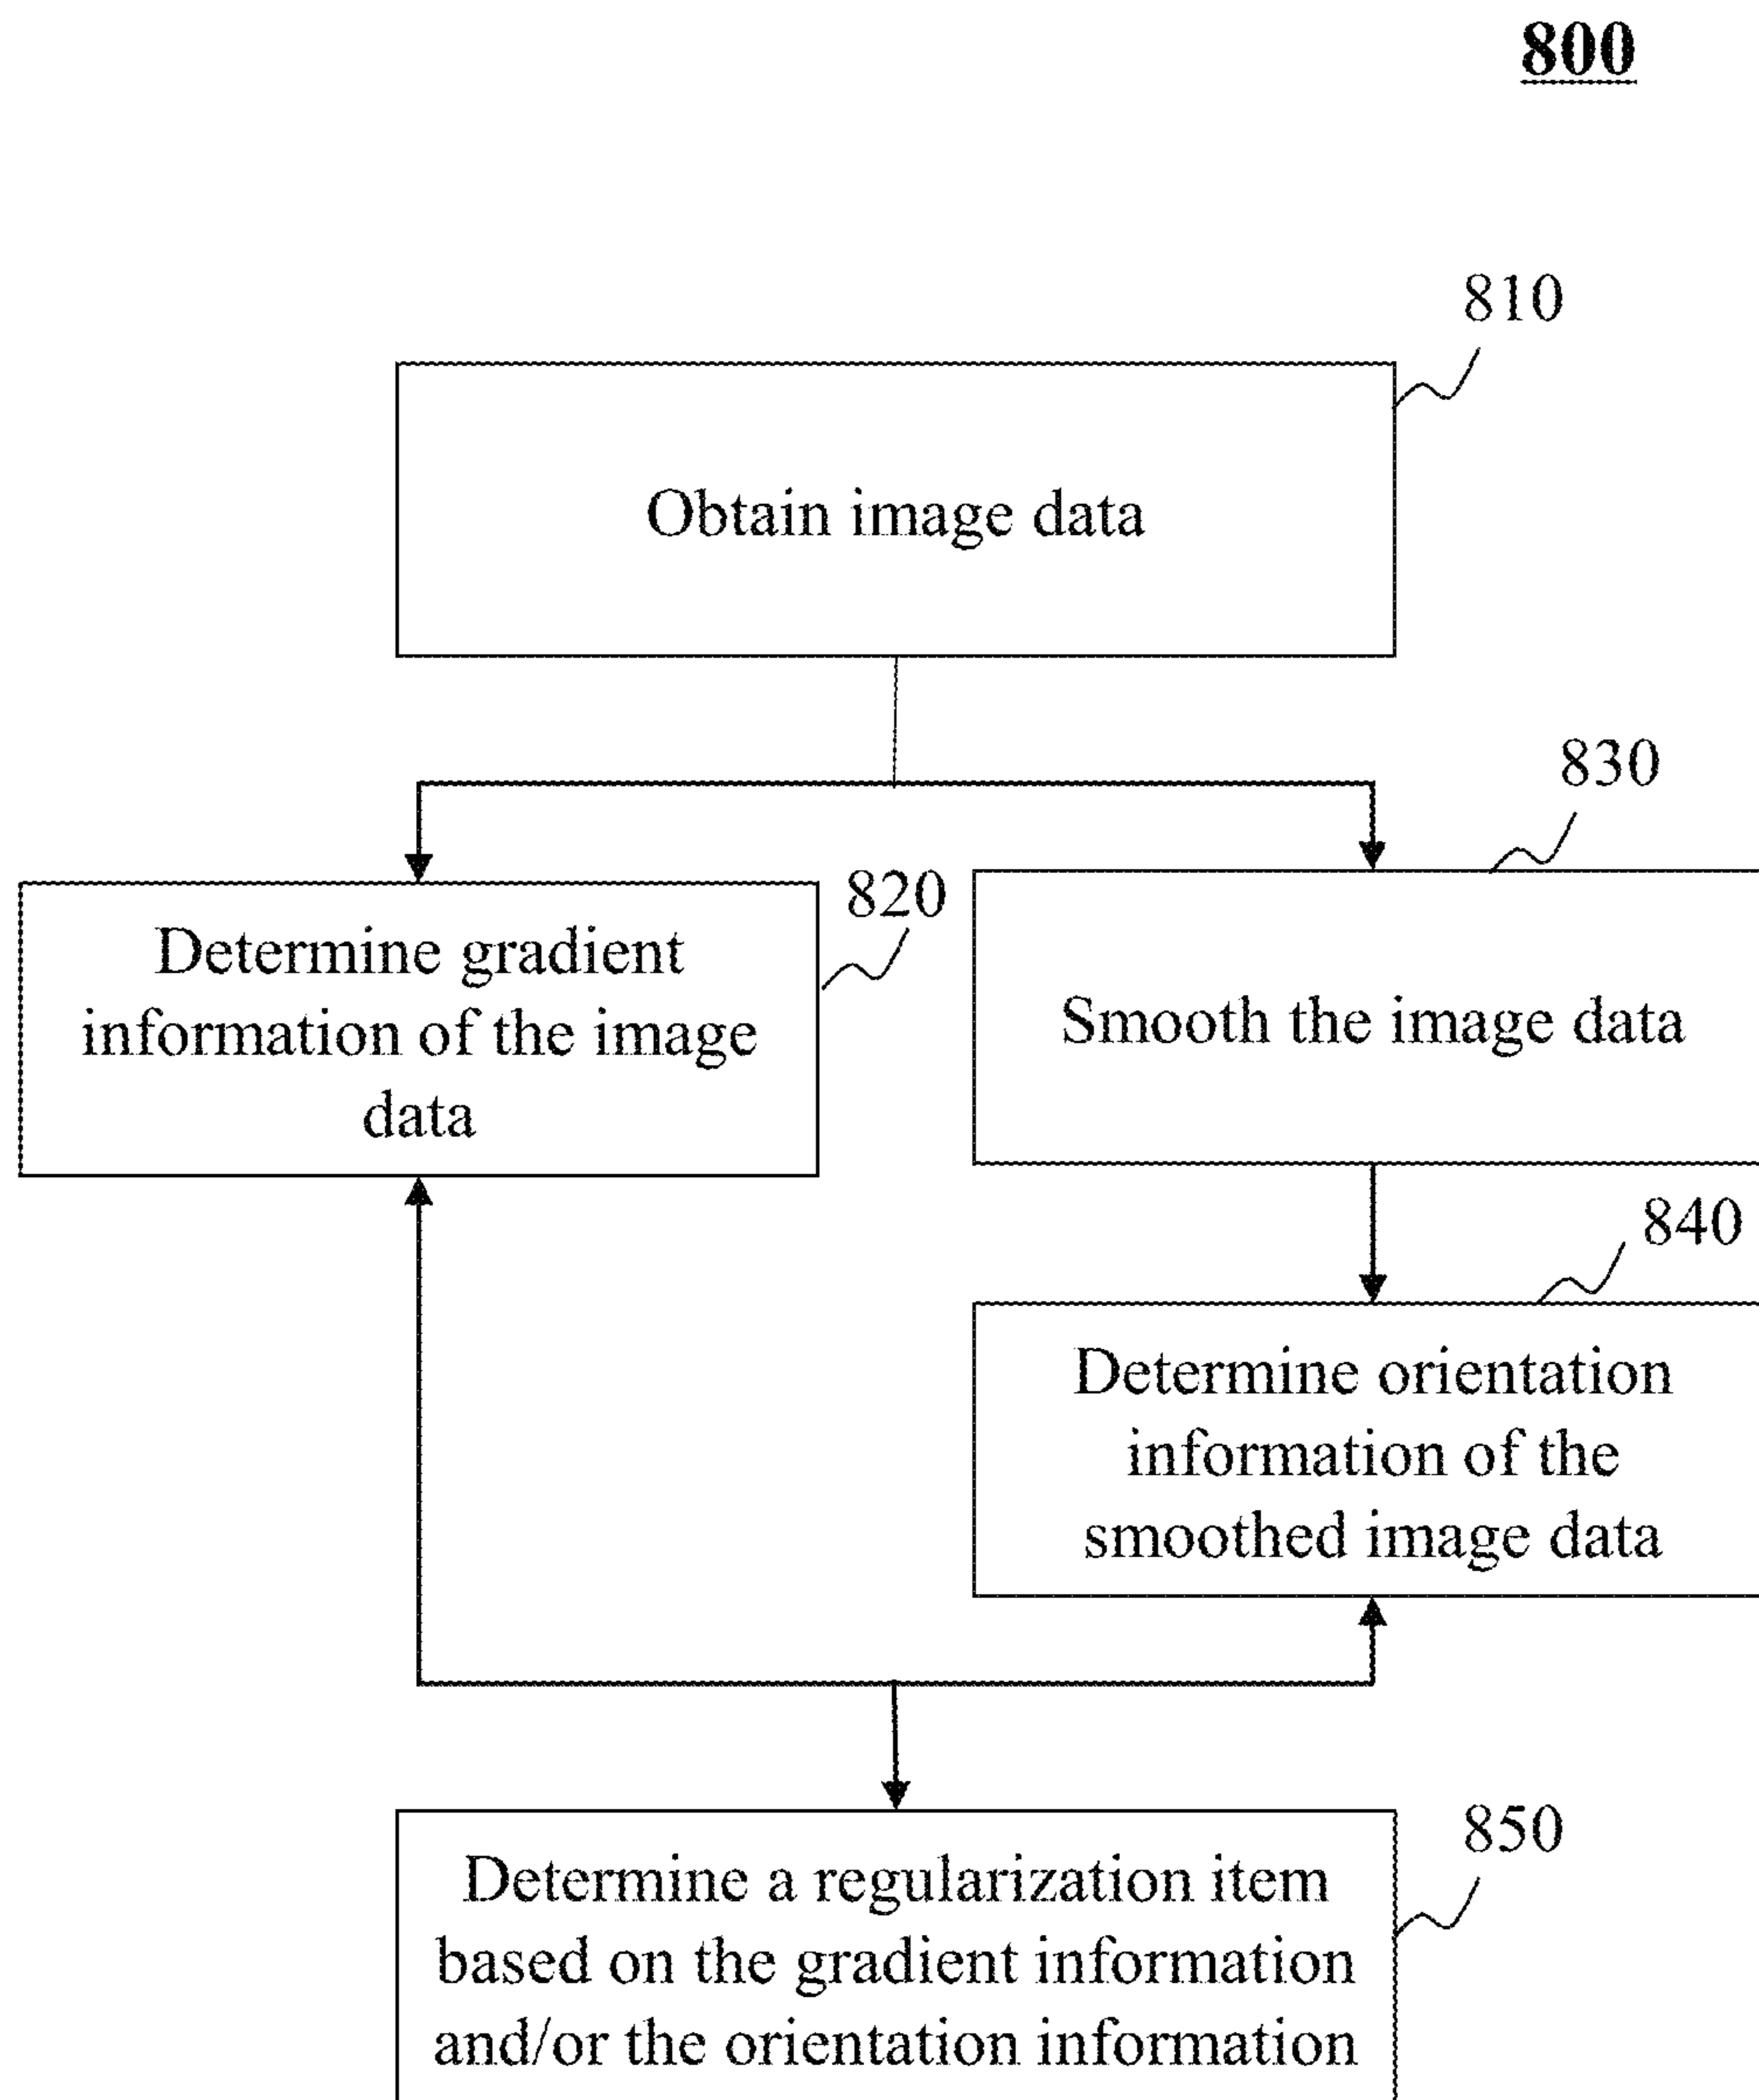 800
810
Obtain image data
830
820
Determine gradient
information of the image
data
Smooth the image data
840
Determine orientation
information of the
smoothed image data
850
Determine a regularization item
based on the gradient information
and/or the orientation information